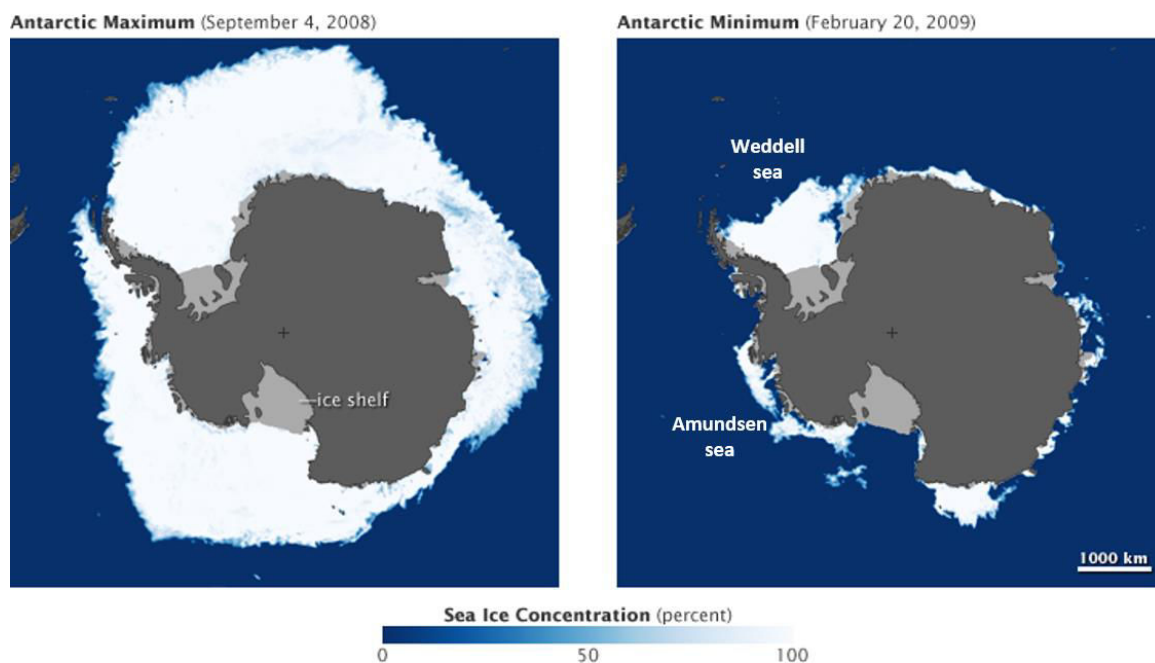 Antarctic Maximum (September 4, 2008)
Antarctic Minimum (February 20, 2009)
Weddell
sea
ice shelf
Amundsen
sea
1000 km
Sea Ice Concentration (percent)
0 50 100